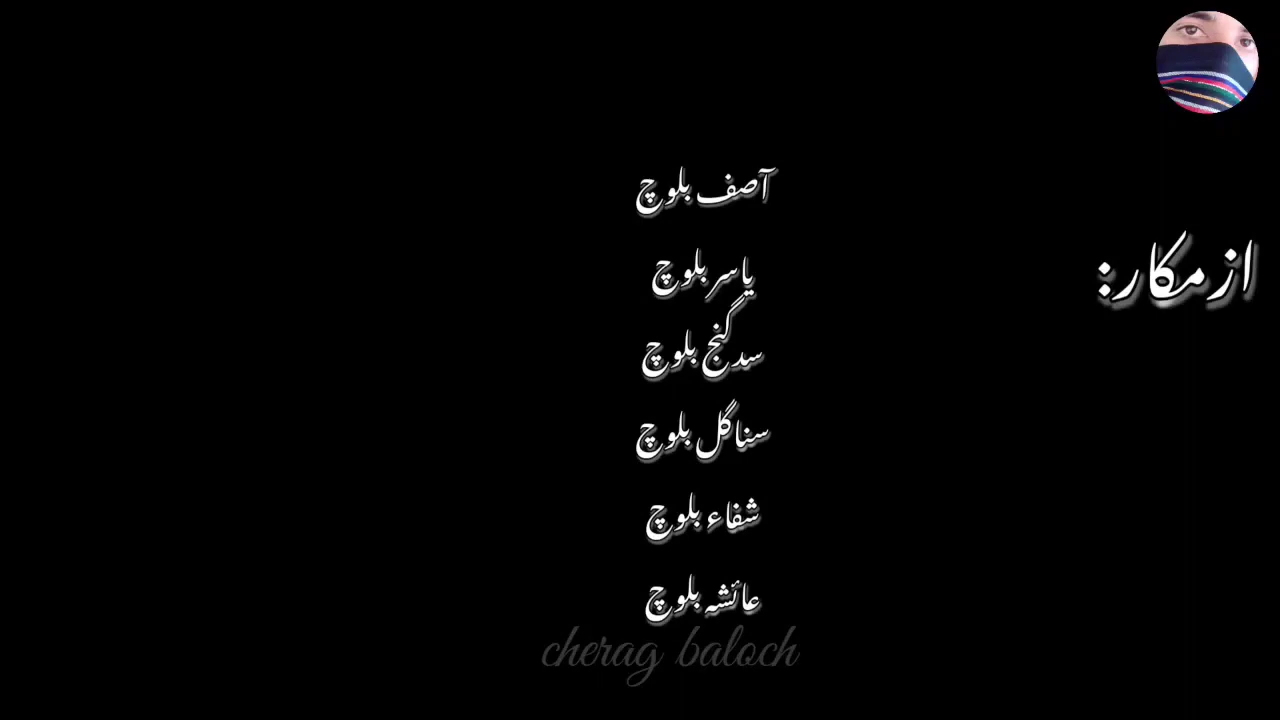 ازمکار:
آصف بلوچ
یاسر بلوچ
سدگنج بلوچ
سناگل بلوچ
شفاء بلوچ
عائشہ بلوچ
cherag baloch